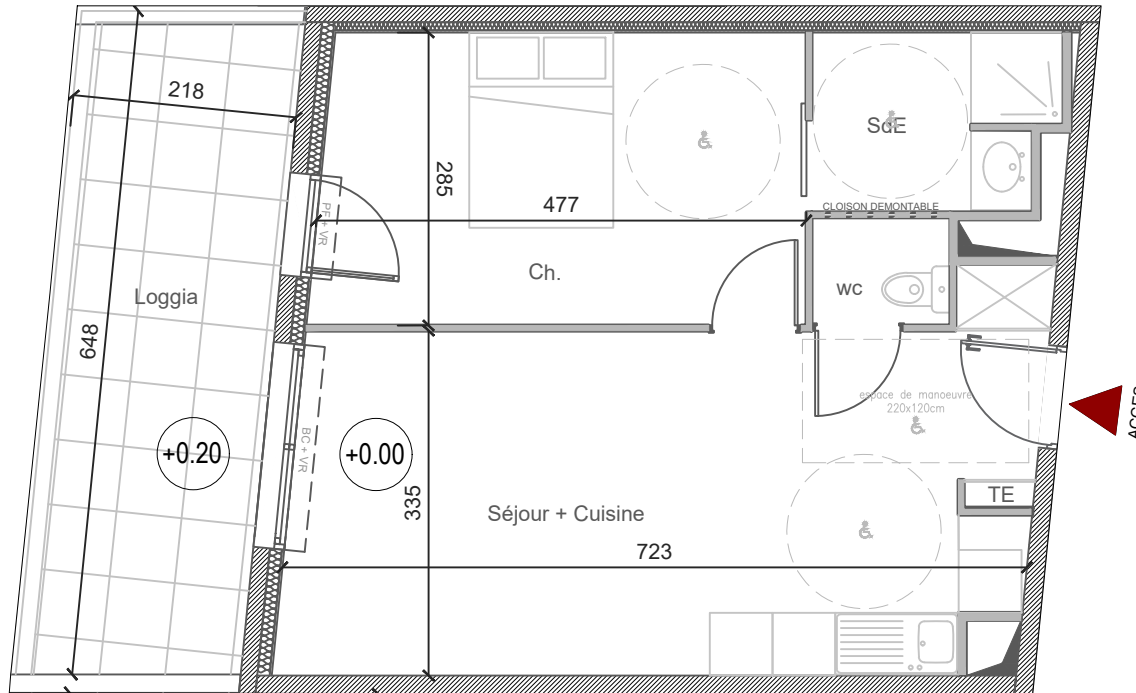 218
648
Loggia
+0.20
PF + VR
BC + VR
+0.00
285
477
Ch.
SdE
CLOISON DEMONTABLE
wc
espace de manoeuvre
220x120cm
ACCES
335
Séjour + Cuisine
TE
723